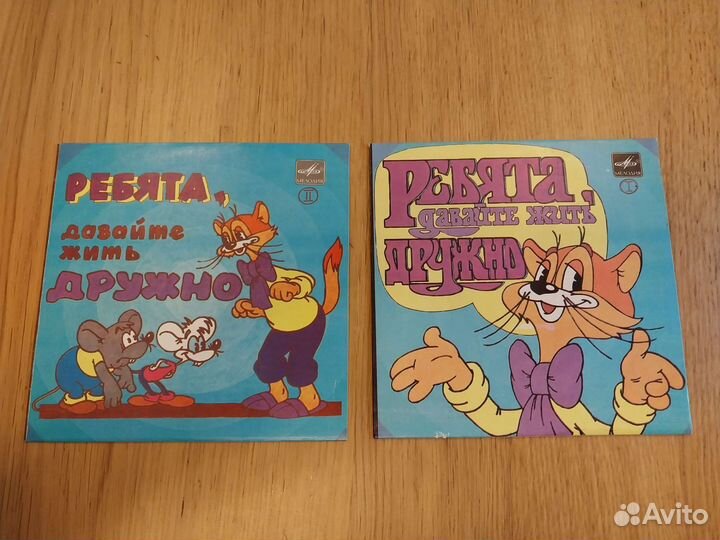 РЕБЯТА,
давайте
жить
ДРУЖНО
МЕЛОДИЯ
II
РЕБЯТА,
давайте жить
ДРУЖНО
МЕЛОДИЯ
I
Avito